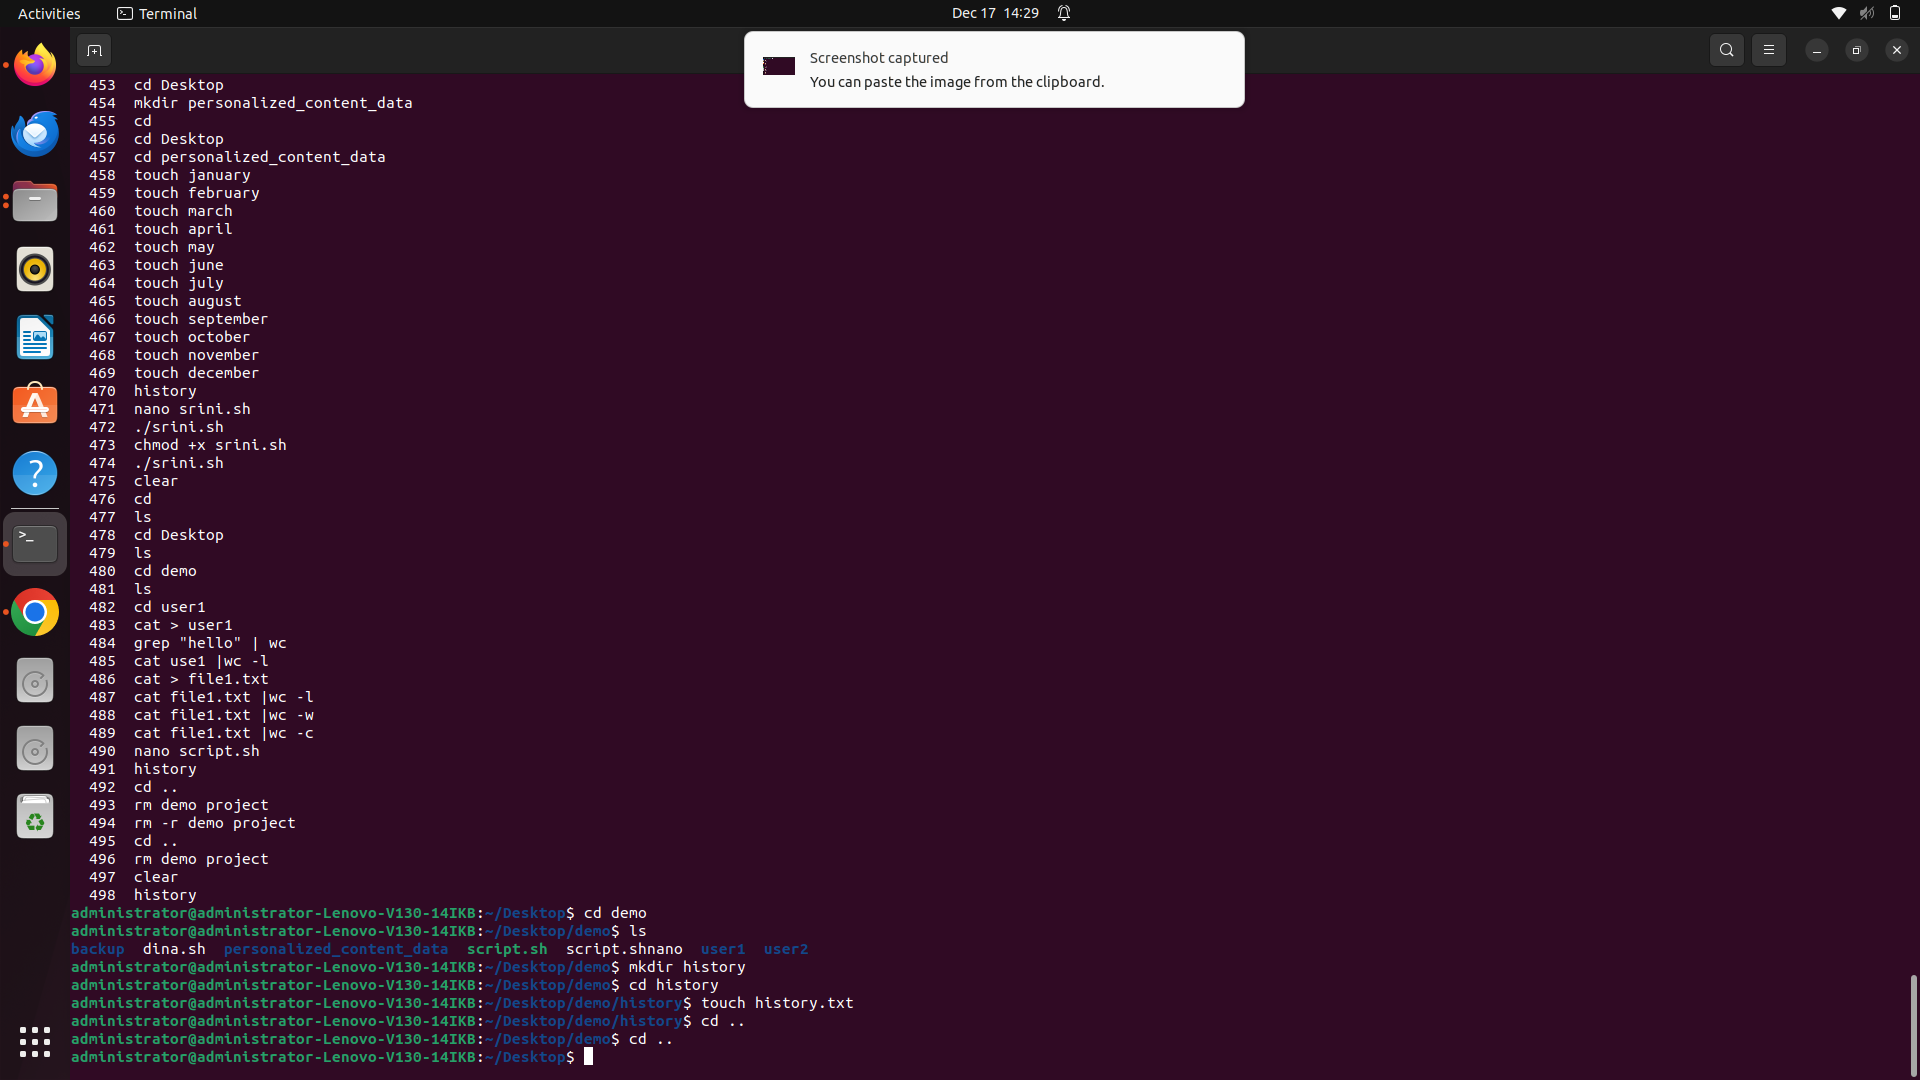 Activities
Terminal
Dec 17 14:29
Screenshot captured
You can paste the image from the clipboard.
453 cd Desktop
454 mkdir personalized_content_data
455 cd
456 cd Desktop
457 cd personalized_content_data
458 touch january
459 touch february
460 touch march
461 touch april
462 touch may
463 touch june
464 touch july
465 touch august
466 touch september
467 touch october
468 touch november
469 touch december
470 history
471 nano srini.sh
472 ./srini.sh
473 chmod +x srini.sh
474 ./srini.sh
475 clear
476 cd
477 ls
478 cd Desktop
479 ls
480 cd demo
481 ls
482 cd user1
483 cat > user1
484 grep "hello" | wc
485 cat use1 |wc -l
486 cat > file1.txt
487 cat file1.txt |wc -l
488 cat file1.txt |wc -w
489 cat file1.txt |wc -c
490 nano script.sh
491 history
492 cd ..
493 rm demo project
494 rm -r demo project
495 cd ..
496 rm demo project
497 clear
498 history
administrator@administrator-Lenovo-V130-14IKB:~/Desktop$ cd demo
administrator@administrator-Lenovo-V130-14IKB:~/Desktop/demo$ ls
backup dina.sh personalized_content_data script.sh script.shnano user1 user2
administrator@administrator-Lenovo-V130-14IKB:~/Desktop/demo$ mkdir history
administrator@administrator-Lenovo-V130-14IKB:~/Desktop/demo$ cd history
administrator@administrator-Lenovo-V130-14IKB:~/Desktop/demo/history$ touch history.txt
administrator@administrator-Lenovo-V130-14IKB:~/Desktop/demo/history$ cd ..
administrator@administrator-Lenovo-V130-14IKB:~/Desktop/demo$ cd ..
administrator@administrator-Lenovo-V130-14IKB:~/Desktop$